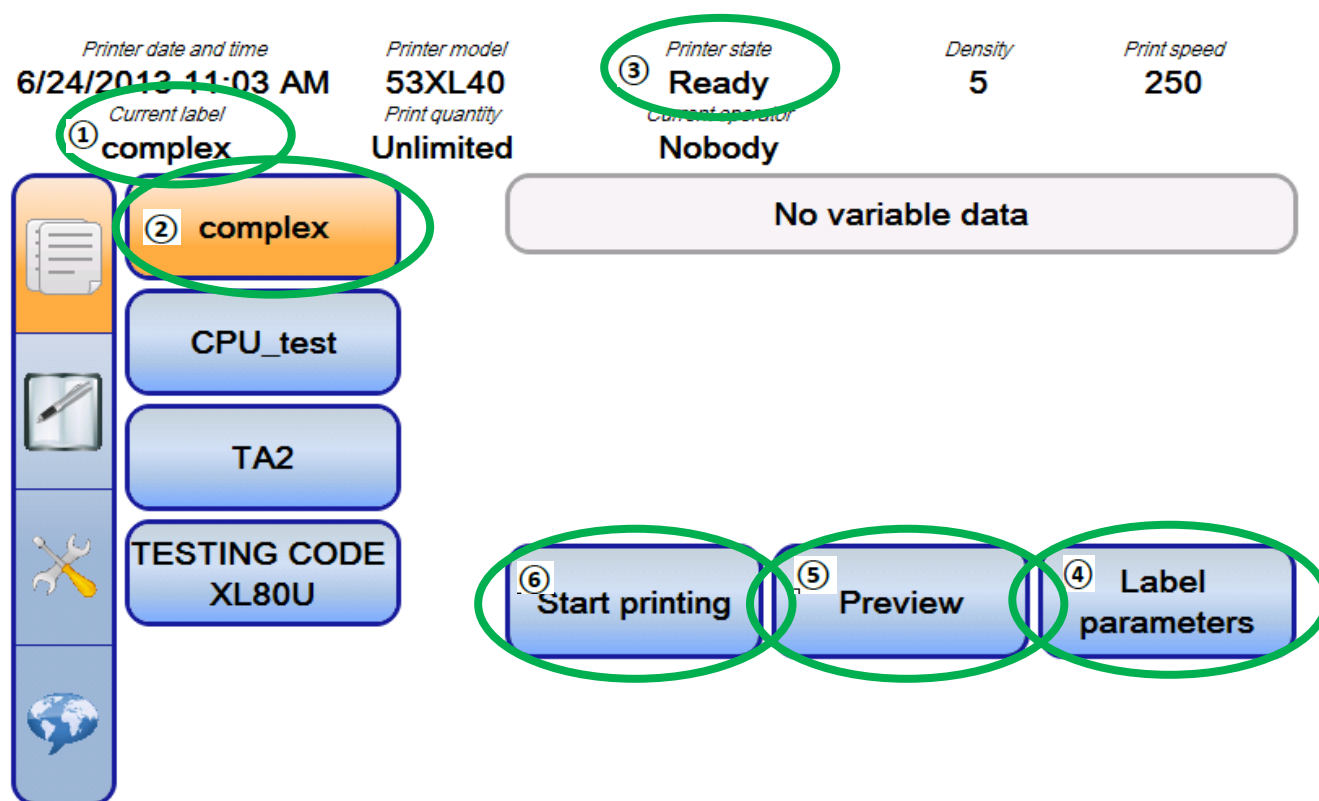 Printer date and time Printer model Printer state Density Print speed
6/24/2013 11:03 AM 53XL40 ③ Ready 5 250
Current label Print quantity Current operator
① complex Unlimited Nobody
② complex
No variable data
CPU_test
TA2
TESTING CODE
XL80U
⑥ Start printing
⑤ Preview
④ Label
parameters